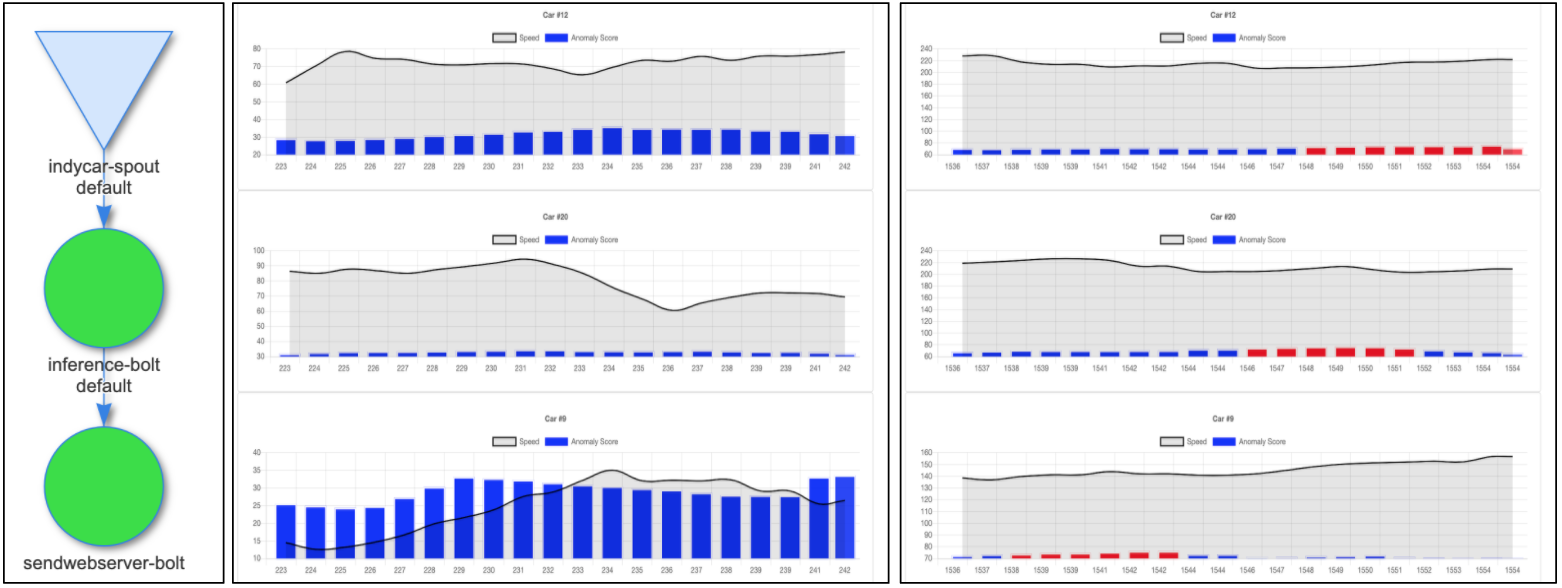 indycar-spout
default
inference-bolt
default
sendwebserver-bolt
Car #12
Speed Anomaly Score
80
70
60
50
40
30
20
223 224 225 226 227 228 229 230 231 232 233 234 235 236 237 238 239 239 241 242
Car #20
Speed Anomaly Score
100
90
80
70
60
50
40
30
223 224 225 226 227 228 229 230 231 232 233 234 235 236 237 238 239 239 241 242
Car #9
Speed Anomaly Score
40
35
30
25
20
15
10
223 224 225 226 227 228 229 230 231 232 233 234 235 236 237 238 239 239 241 242
Car #12
Speed Anomaly Score
240
220
200
180
160
140
120
100
80
60
1536 1537 1538 1539 1539 1541 1542 1542 1544 1544 1546 1547 1548 1549 1550 1551 1552 1553 1554 1554
Car #20
Speed Anomaly Score
240
220
200
180
160
140
120
100
80
60
1536 1537 1538 1539 1539 1541 1542 1542 1544 1544 1546 1547 1548 1549 1550 1551 1552 1553 1554 1554
Car #9
Speed Anomaly Score
160
150
140
130
120
110
100
90
80
70
1536 1537 1538 1539 1539 1541 1542 1542 1544 1544 1546 1547 1548 1549 1550 1551 1552 1553 1554 1554